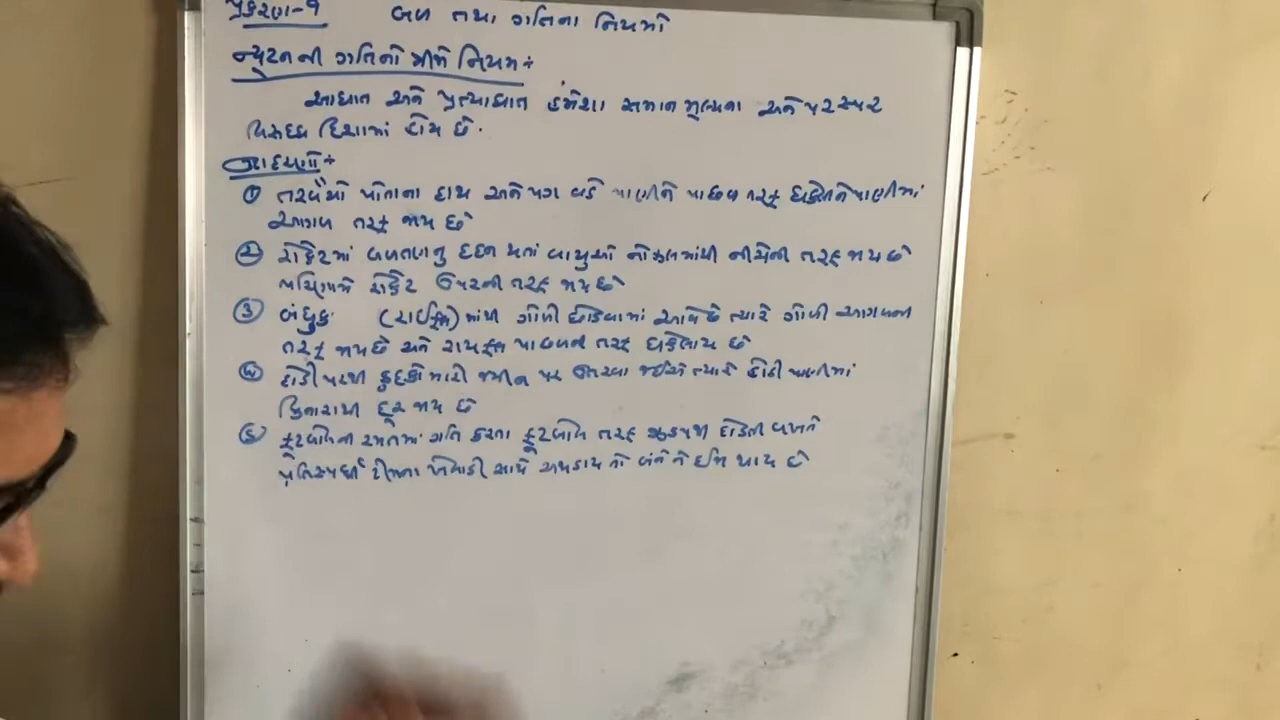 પ્રકરણ-૧ બળ તથા ગતિના નિયમો
ન્યુટનની ગતિનો ત્રીજો નિયમ:
આઘાત અને પ્રત્યાઘાત હંમેશા સમાન મુલ્યના અને પરસ્પર
વિરુદ્ધ દિશામાં હોય છે.
ઉદાહરણો:
① તરવૈયો પોતાના હાથ અને પગ વડે પાણીને પાછળ તરફ ધકેલીને પાણીમાં
આગળ તરફ જાય છે
② રોકેટમાં બળતણનુ દહન થતાં વાયુઓ નોઝલમાંથી નીચેની તરફ જાય છે
પરિણામે રોકેટ ઉપરની તરફ જાય છે
③ બંધુક (રાઈફલ) માંથી ગોળી છોડવામાં આવે છે ત્યારે ગોળી આગળની
તરફ જાય છે અને રાયફલ પાછળની તરફ ધકેલાય છે
④ હોડી પરથી કુદકો મારી જમીન પર ઉતરવા જઈએ ત્યારે હોડી પાણીમાં
કિનારાથી દૂર જાય છે
⑤ ફુટબોલની રમતમાં ગતિ કરતા ફૂટબોલ તરફ ઝડપથી દોડતી વખતે
પ્રતિસ્પર્ધી ટીમના ખેલાડી સાથે અથડાય તો બંને ને ઈજા થાય છે